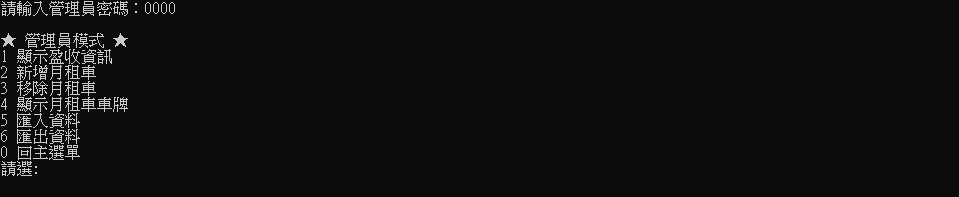 請輸入管理員密碼：0000
★ 管理員模式 ★
1 顯示盈收資訊
2 新增月租車
3 移除月租車
4 顯示月租車車牌
5 匯入資料
6 匯出資料
0 回主選單
請選: